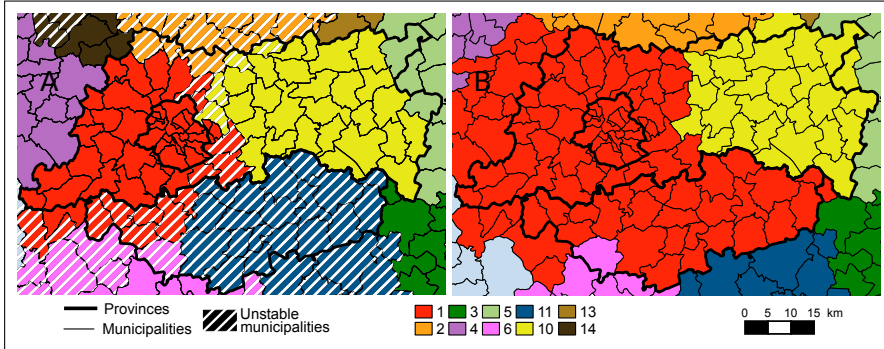 A
B
Provinces
Municipalities
Unstable
municipalities
1 3 5 11 13
2 4 6 10 14
0 5 10 15 km